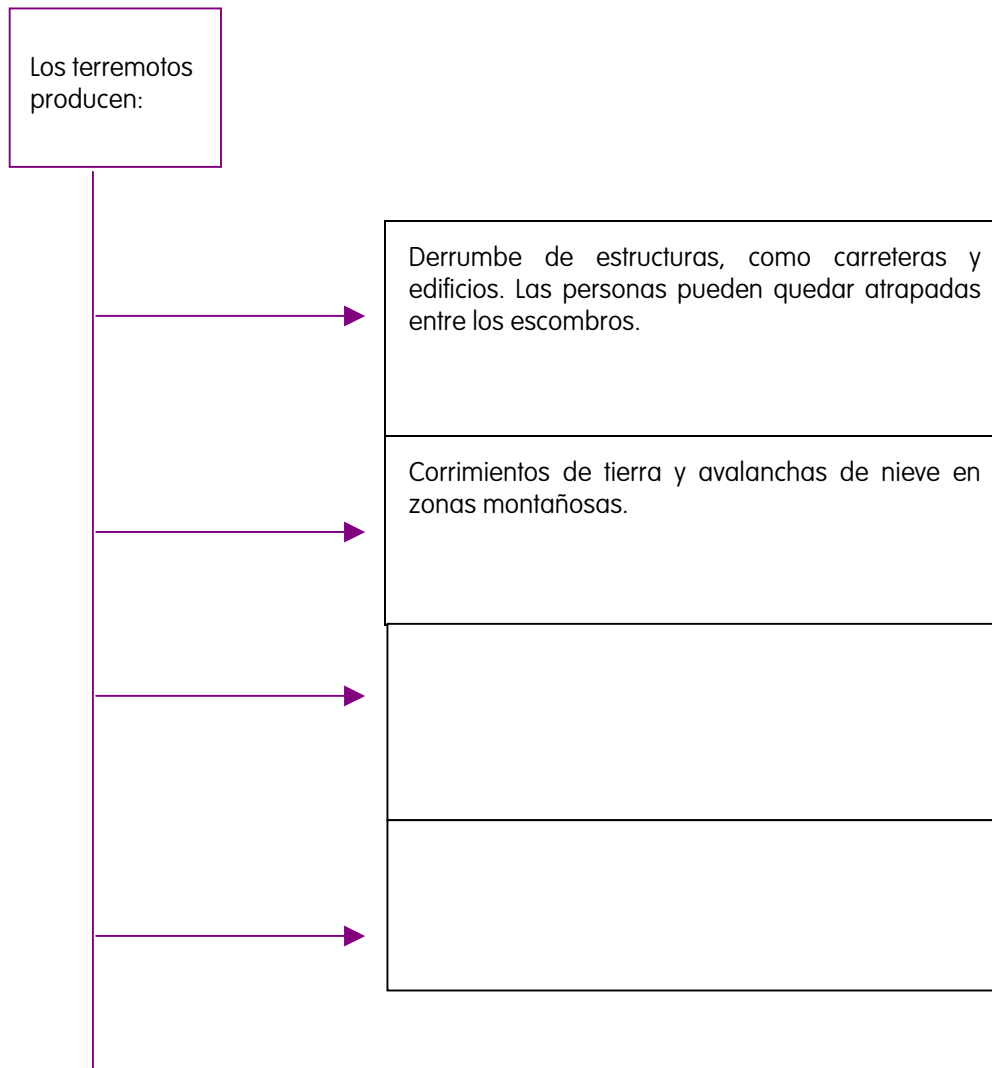 Los terremotos
producen:
Derrumbe de estructuras, como carreteras y
edificios. Las personas pueden quedar atrapadas
entre los escombros.
Corrimientos de tierra y avalanchas de nieve en
zonas montañosas.